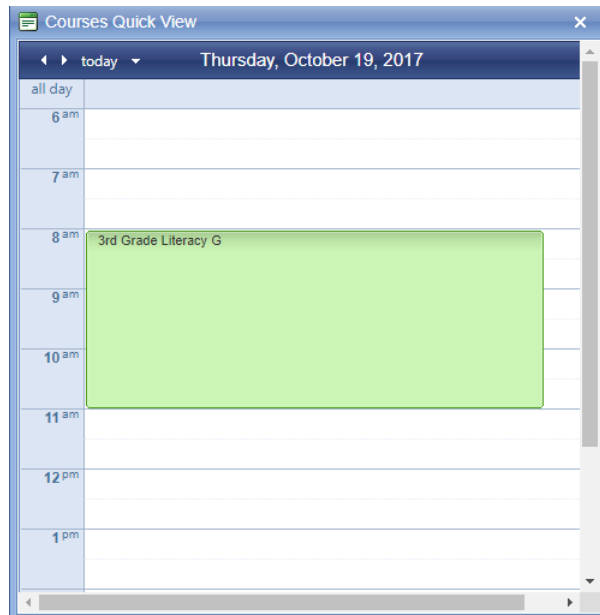 Courses Quick View
today Thursday, October 19, 2017
all day
6 am
7 am
8 am 3rd Grade Literacy G
9 am
10 am
11 am
12 pm
1 pm